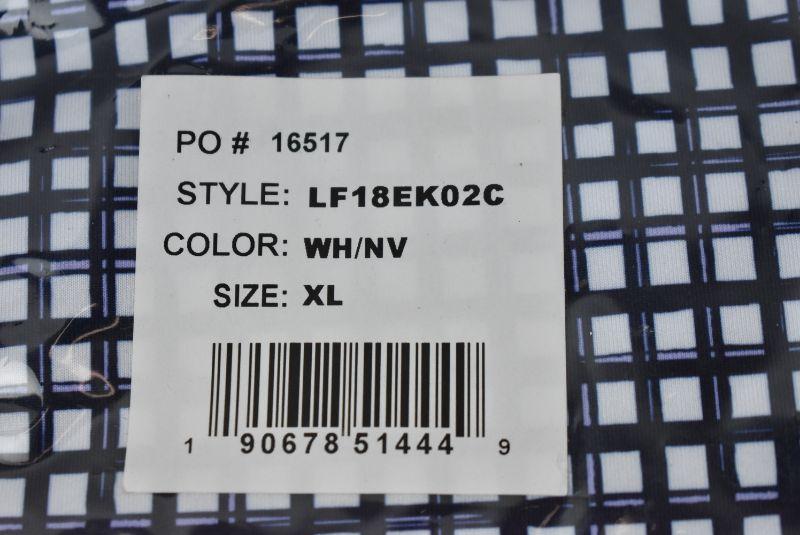 PO # 16517
STYLE: LF18EK02C
COLOR: WH/NV
SIZE: XL
1 90678 51444 9